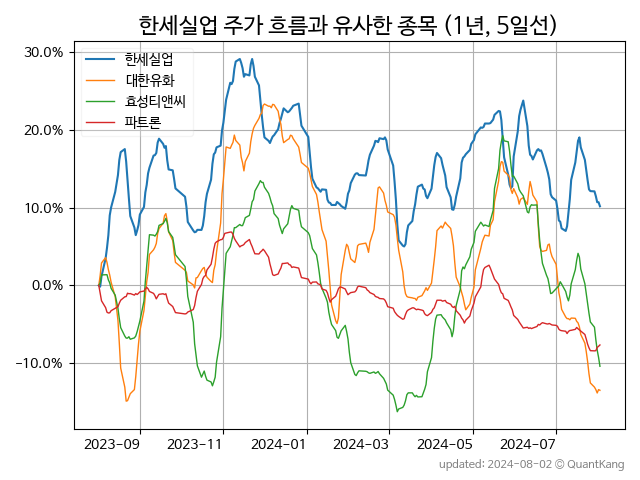 한세실업 주가 흐름과 유사한 종목 (1년, 5일선)
한세실업
대한유화
효성티앤씨
파트론
30.0%
20.0%
10.0%
0.0%
−10.0%
2023-09 2023-11 2024-01 2024-03 2024-05 2024-07
updated: 2024-08-02 © QuantKang